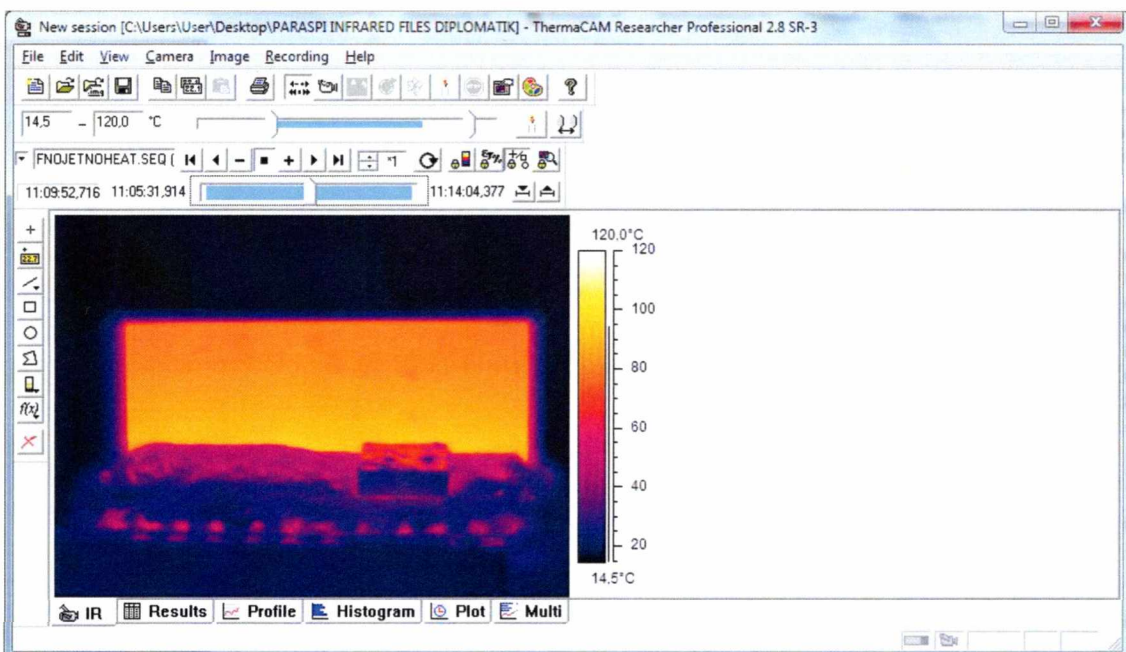 New session [C:\Users\User\Desktop\PARASPI INFRARED FILES DIPLOMATIK] - ThermaCAM Researcher Professional 2.8 SR-3
File Edit View Camera Image Recording Help
14,5 – 120,0 °C
FNOJETNOHEAT.SEQ ( *1
11:09:52,716 11:05:31,914 11:14:04,377
22.7
f(x)
120,0°C
120
100
80
60
40
20
14,5°C
IR Results Profile Histogram Plot Multi